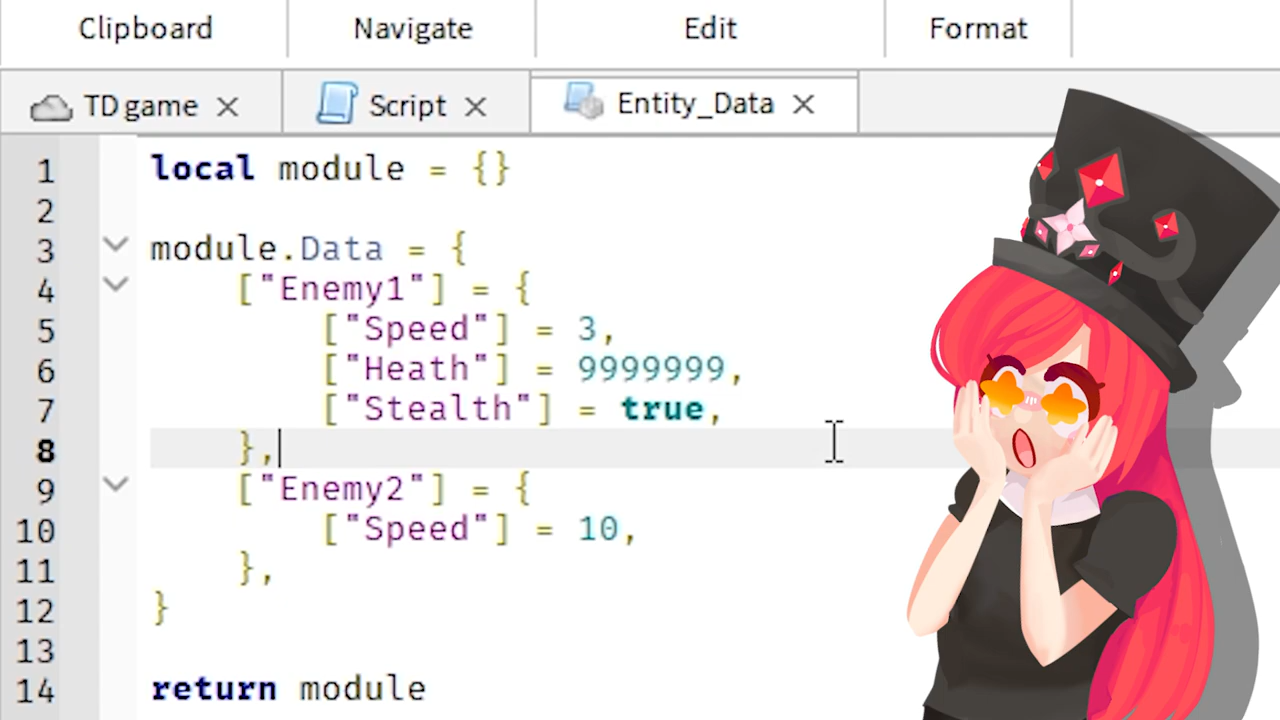 Clipboard Navigate Edit Format
TD game Script Entity_Data
1 local module = {}
2
3 module.Data = {
4 ["Enemy1"] = {
5 ["Speed"] = 3,
6 ["Heath"] = 9999999,
7 ["Stealth"] = true,
8 },
9 ["Enemy2"] = {
10 ["Speed"] = 10,
11 },
12 }
13
14 return module